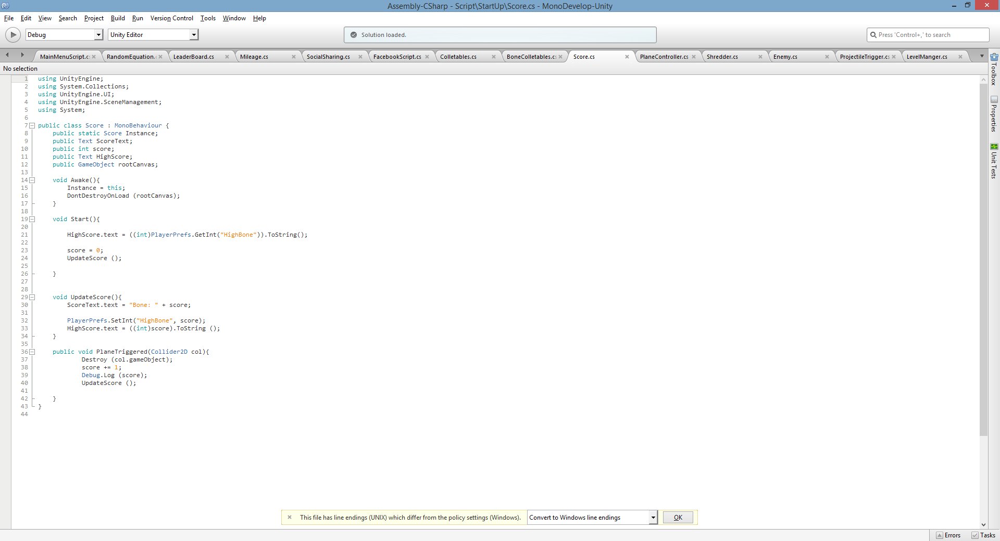 Assembly-CSharp - Script\StartUp\Score.cs - MonoDevelop-Unity
File Edit View Search Project Build Run Version Control Tools Window Help
Debug Unity Editor Solution loaded. Press 'Control+,' to search
MainMenuScript.c RandomEquation. LeaderBoard.cs Mileage.cs SocialSharing.cs FacebookScript.cs Colletables.cs BoneColletables.cs Score.cs PlaneController.cs Shredder.cs Enemy.cs ProjectileTrigger.cs LevelManger.cs
No selection
1 using UnityEngine;
2 using System.Collections;
3 using UnityEngine.UI;
4 using UnityEngine.SceneManagement;
5 using System;
6
7 public class Score : MonoBehaviour {
8 public static Score Instance;
9 public Text ScoreText;
10 public int score;
11 public Text HighScore;
12 public GameObject rootCanvas;
13
14 void Awake(){
15 Instance = this;
16 DontDestroyOnLoad (rootCanvas);
17 }
18
19 void Start(){
20
21 HighScore.text = ((int)PlayerPrefs.GetInt("HighBone")).ToString();
22
23 score = 0;
24 UpdateScore ();
25
26 }
27
28
29 void UpdateScore(){
30 ScoreText.text = "Bone: " + score;
31
32 PlayerPrefs.SetInt("HighBone", score);
33 HighScore.text = ((int)score).ToString ();
34 }
35
36 public void PlaneTriggered(Collider2D col){
37 Destroy (col.gameObject);
38 score += 1;
39 Debug.Log (score);
40 UpdateScore ();
41
42 }
43 }
44
Toolbox
Properties
Unit Tests
This file has line endings (UNIX) which differ from the policy settings (Windows). Convert to Windows line endings OK
Errors Tasks